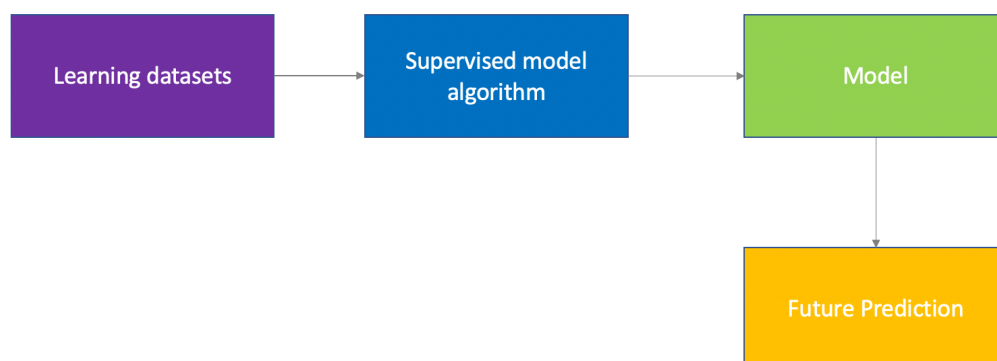 Learning datasets
Supervised model
algorithm
Model
Future Prediction